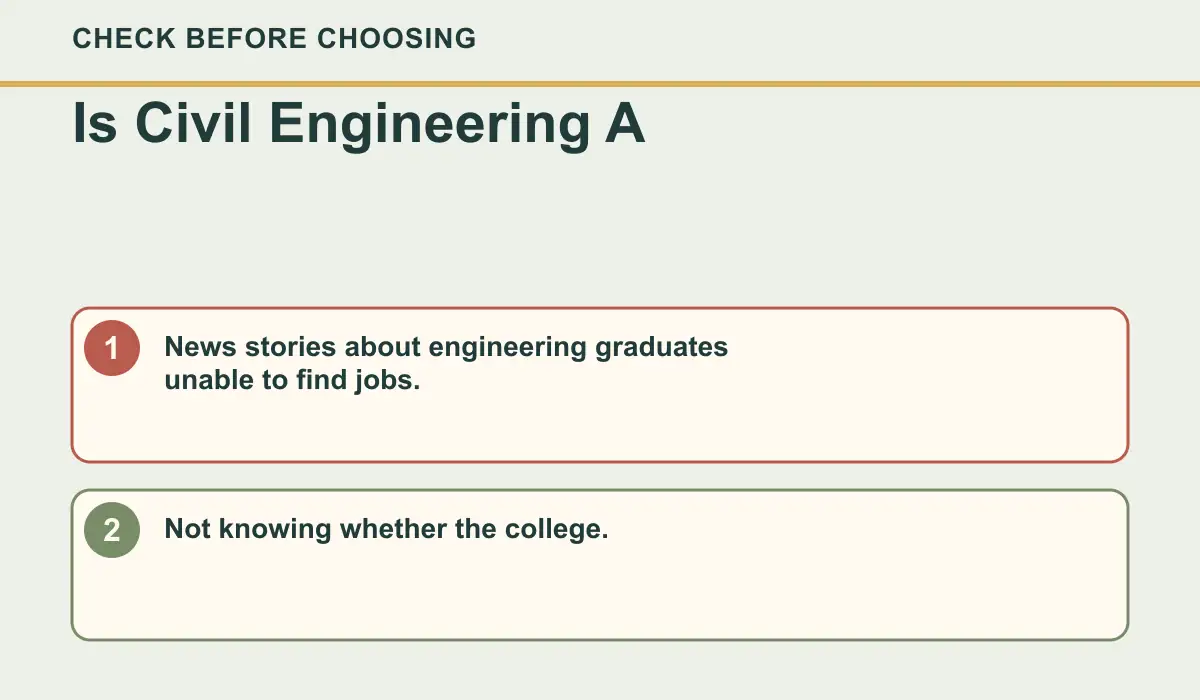 CHECK BEFORE CHOOSING
Is Civil Engineering A
1
News stories about engineering graduates
unable to find jobs.
2
Not knowing whether the college.